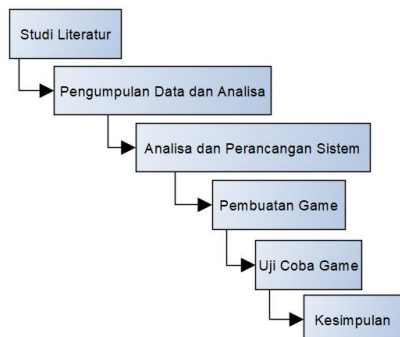 Studi Literatur
Pengumpulan Data dan Analisa
Analisa dan Perancangan Sistem
Pembuatan Game
Uji Coba Game
Kesimpulan